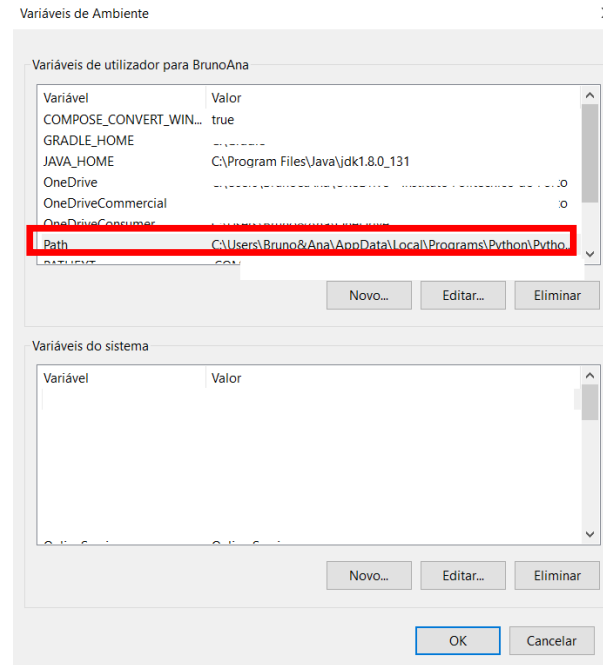 Variáveis de Ambiente
Variáveis de utilizador para BrunoAna
Variável Valor
COMPOSE_CONVERT_WIN... true
GRADLE_HOME
JAVA_HOME C:\Program Files\Java\jdk1.8.0_131
OneDrive
OneDriveCommercial
OneDriveConsumer
Path C:\Users\Bruno&Ana\AppData\Local\Programs\Python\Pytho...
PATHEXT
Novo... Editar... Eliminar
Variáveis do sistema
Variável Valor
Novo... Editar... Eliminar
OK Cancelar